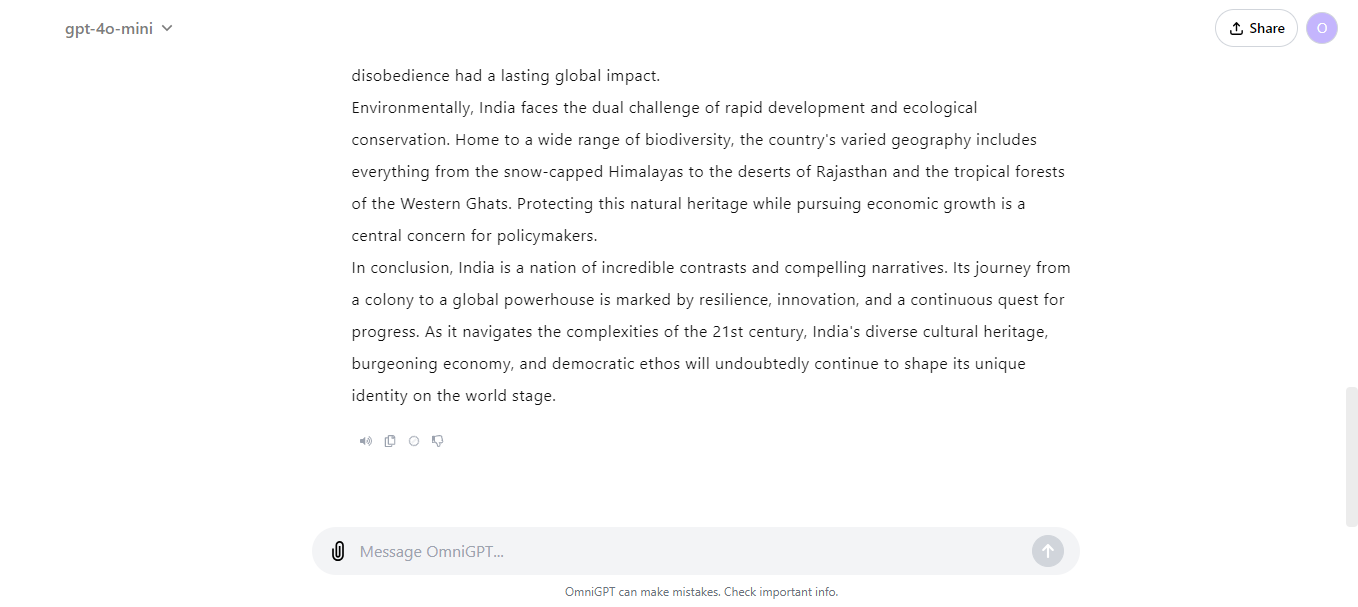 gpt-4o-mini
Share
O
disobedience had a lasting global impact.
Environmentally, India faces the dual challenge of rapid development and ecological
conservation. Home to a wide range of biodiversity, the country's varied geography includes
everything from the snow-capped Himalayas to the deserts of Rajasthan and the tropical forests
of the Western Ghats. Protecting this natural heritage while pursuing economic growth is a
central concern for policymakers.
In conclusion, India is a nation of incredible contrasts and compelling narratives. Its journey from
a colony to a global powerhouse is marked by resilience, innovation, and a continuous quest for
progress. As it navigates the complexities of the 21st century, India's diverse cultural heritage,
burgeoning economy, and democratic ethos will undoubtedly continue to shape its unique
identity on the world stage.
Message OmniGPT...
OmniGPT can make mistakes. Check important info.